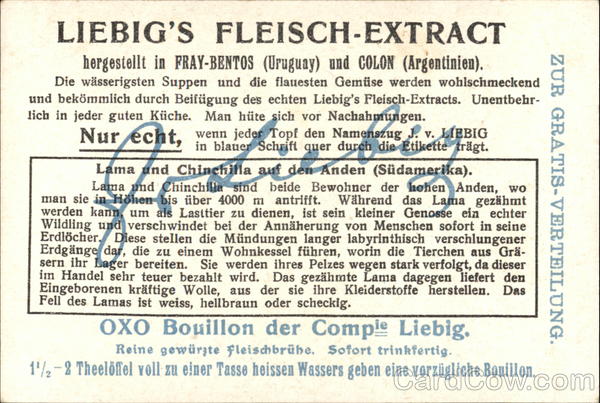 LIEBIG'S FLEISCH-EXTRACT
hergestellt in FRAY-BENTOS (Uruguay) und COLON (Argentinien).
Die wässerigsten Suppen und die flauesten Gemüse werden wohlschmeckend
und bekömmlich durch Beifügung des echten Liebig's Fleisch-Extracts. Unentbehr-
lich in jeder guten Küche. Man hüte sich vor Nachahmungen.
Nur echt, wenn jeder Topf den Namenszug J. v. LIEBIG
in blauer Schrift quer durch die Etikette trägt.
J v Liebig
Lama und Chinchilla auf den Anden (Südamerika).
Lama und Chinchilla sind beide Bewohner der hohen Anden, wo
man sie in Höhen bis über 4000 m antrifft. Während das Lama gezähmt
werden kann, um als Lasttier zu dienen, ist sein kleiner Genosse ein echter
Wildling und verschwindet bei der Annäherung von Menschen sofort in seine
Erdlöcher. Diese stellen die Mündungen langer labyrinthisch verschlungener
Erdgänge dar, die zu einem Wohnkessel führen, worin die Tierchen aus Grä-
sern ihr Lager bereiten. Sie werden ihres Pelzes wegen stark verfolgt, da dieser
im Handel sehr teuer bezahlt wird. Das gezähmte Lama dagegen liefert den
Eingeborenen kräftige Wolle, aus der sie ihre Kleiderstoffe herstellen. Das
Fell des Lamas ist weiss, hellbraun oder scheckig.
OXO Bouillon der Compie Liebig.
Reine gewürzte Fleischbrühe. Sofort trinkfertig.
1½-2 Theelöffel voll zu einer Tasse heissen Wassers geben eine vorzügliche Bouillon.
ZUR GRATIS-VERTEILUNG.
CardCow.com